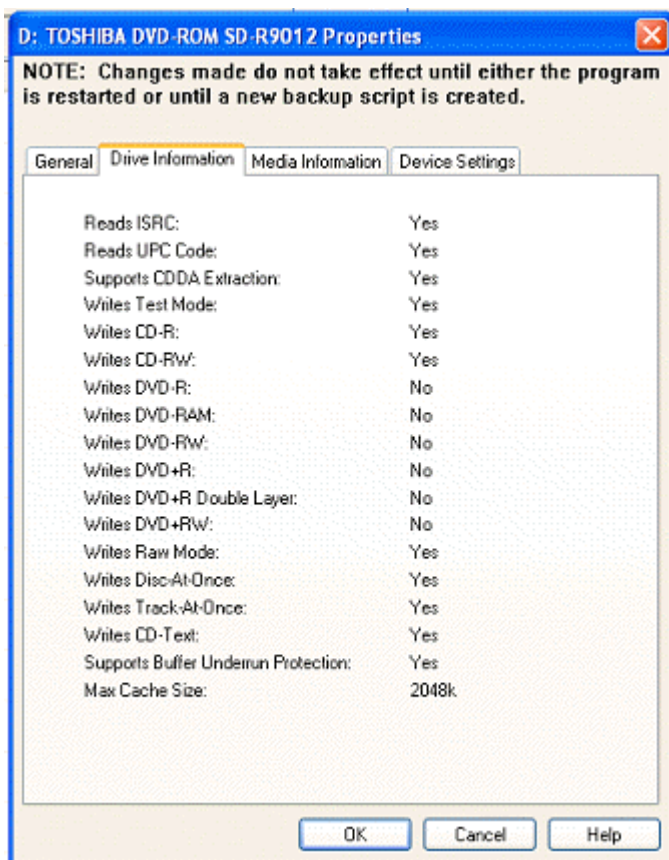 D: TOSHIBA DVD-ROM SD-R9012 Properties
NOTE: Changes made do not take effect until either the program
is restarted or until a new backup script is created.
General Drive Information Media Information Device Settings
Reads ISRC: Yes
Reads UPC Code: Yes
Supports CDDA Extraction: Yes
Writes Test Mode: Yes
Writes CD-R: Yes
Writes CD-RW: Yes
Writes DVD-R: No
Writes DVD-RAM: No
Writes DVD-RW: No
Writes DVD+R: No
Writes DVD+R Double Layer: No
Writes DVD+RW: No
Writes Raw Mode: Yes
Writes Disc-At-Once: Yes
Writes Track-At-Once: Yes
Writes CD-Text: Yes
Supports Buffer Underrun Protection: Yes
Max Cache Size: 2048k
OK Cancel Help